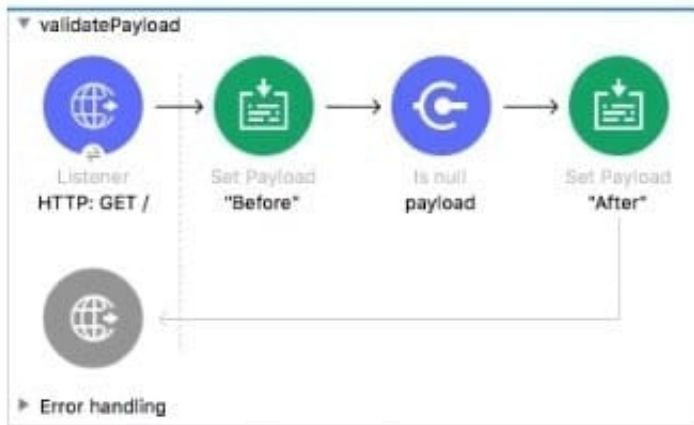 validatePayload
Listener
HTTP: GET /
Set Payload
"Before"
Is null
payload
Set Payload
"After"
Error handling